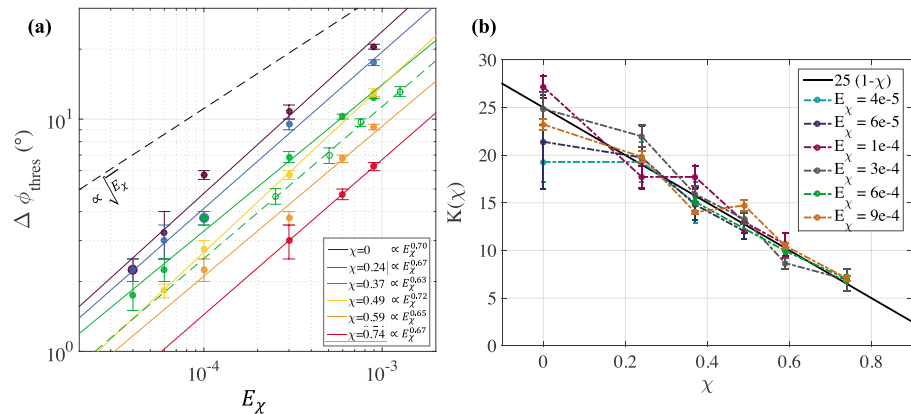 (a)
Δ ϕ_thres (°)
10^1
10^0
∝ √E_χ
χ=0 ∝ E_χ^0.70
χ=0.24 ∝ E_χ^0.67
χ=0.37 ∝ E_χ^0.63
χ=0.49 ∝ E_χ^0.72
χ=0.59 ∝ E_χ^0.65
χ=0.74 ∝ E_χ^0.67
10^-4
10^-3
E_χ
(b)
K(χ)
30
25
20
15
10
5
0
25 (1-χ)
E_χ = 4e-5
E_χ = 6e-5
E_χ = 1e-4
E_χ = 3e-4
E_χ = 6e-4
E_χ = 9e-4
0
0.2
0.4
0.6
0.8
χ